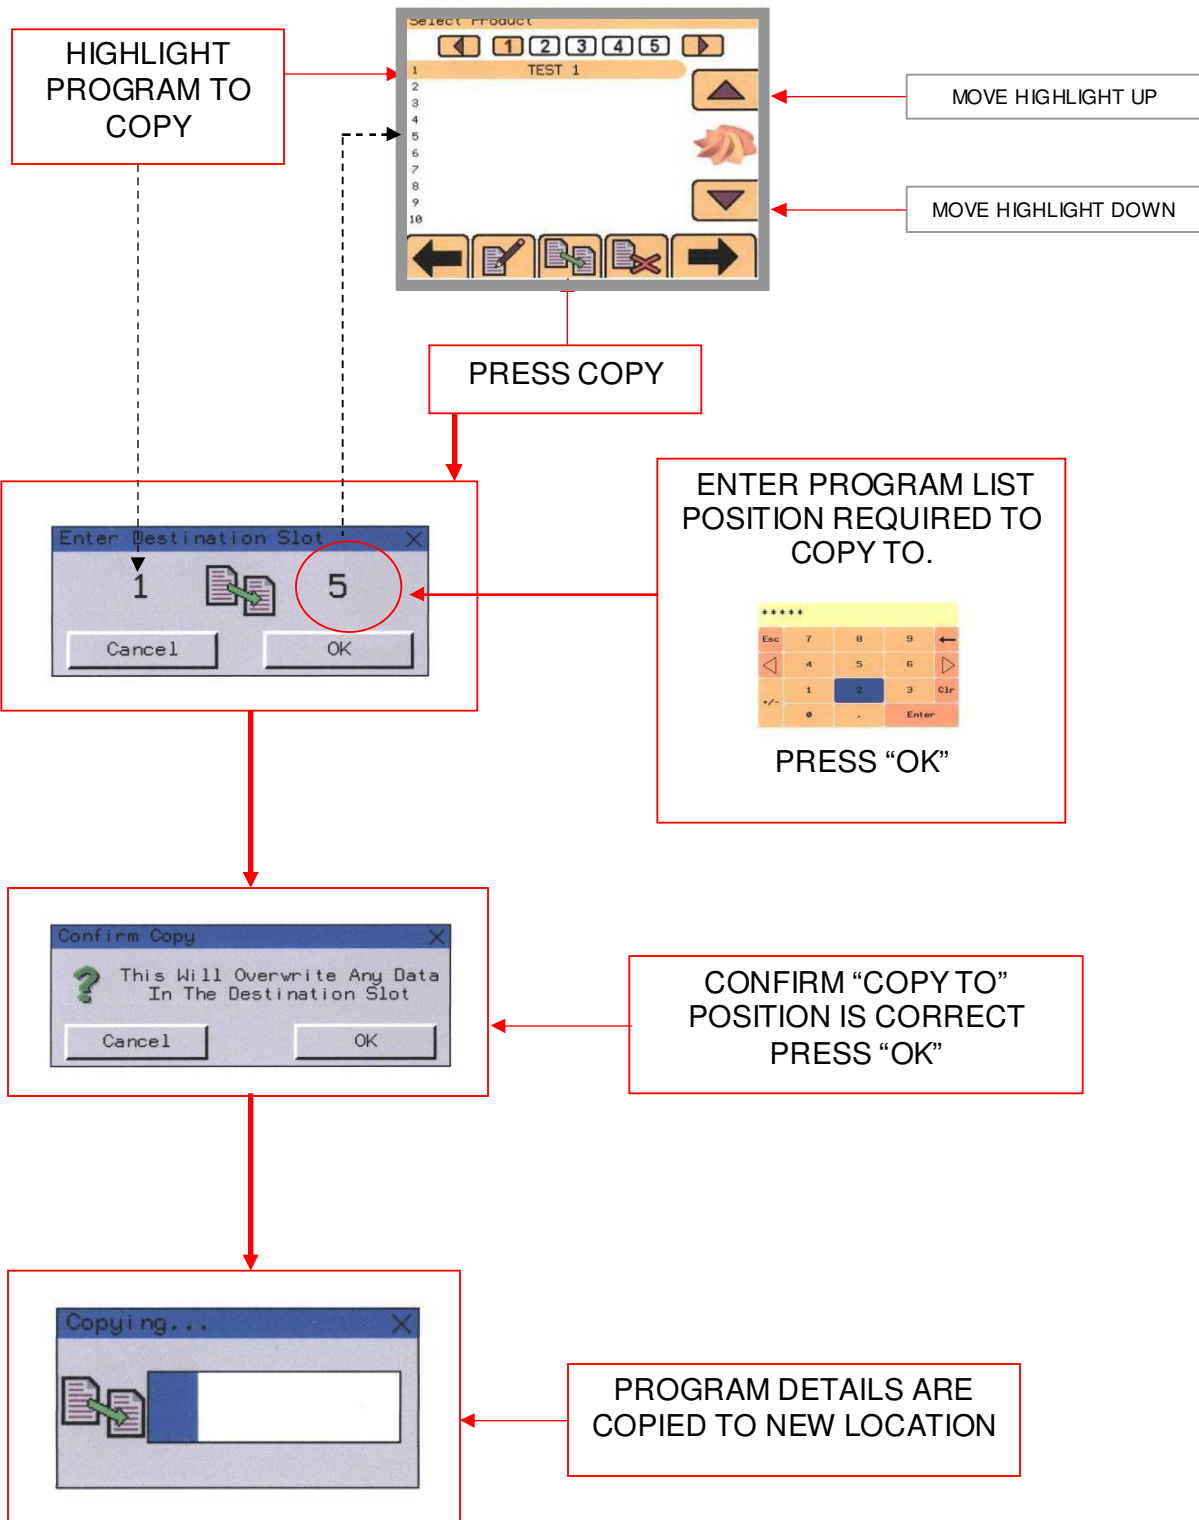 HIGHLIGHT
PROGRAM TO
COPY
Select Product
1 2 3 4 5
1 TEST 1
2
3
4
5
6
7
8
9
10
MOVE HIGHLIGHT UP
MOVE HIGHLIGHT DOWN
PRESS COPY
Enter Destination Slot
1 5
Cancel OK
ENTER PROGRAM LIST
POSITION REQUIRED TO
COPY TO.
*****
Esc 7 8 9
4 5 6
1 2 3 Clr
+/-
0 . Enter
PRESS “OK”
Confirm Copy
This Will Overwrite Any Data
In The Destination Slot
Cancel OK
CONFIRM “COPY TO”
POSITION IS CORRECT
PRESS “OK”
Copying...
PROGRAM DETAILS ARE
COPIED TO NEW LOCATION